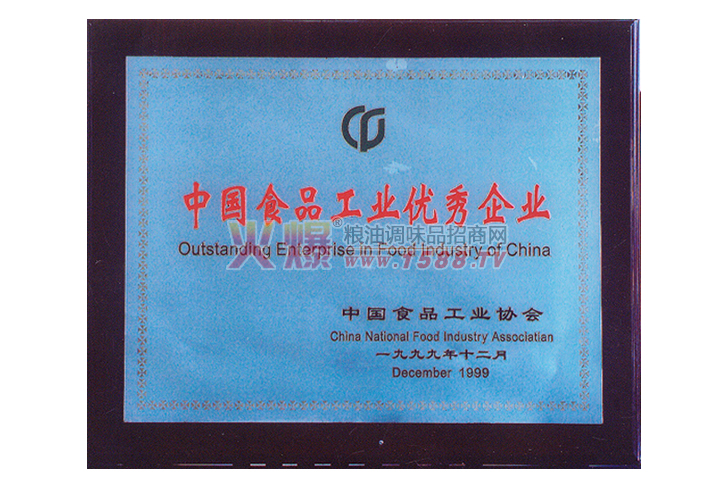 中国食品工业优秀企业
Outstanding Enterprise in Food Industry of China
火爆®粮油调味品招商网
www.1588.TV
中国食品工业协会
China National Food Industry Associatian
一九九九年十二月
December 1999